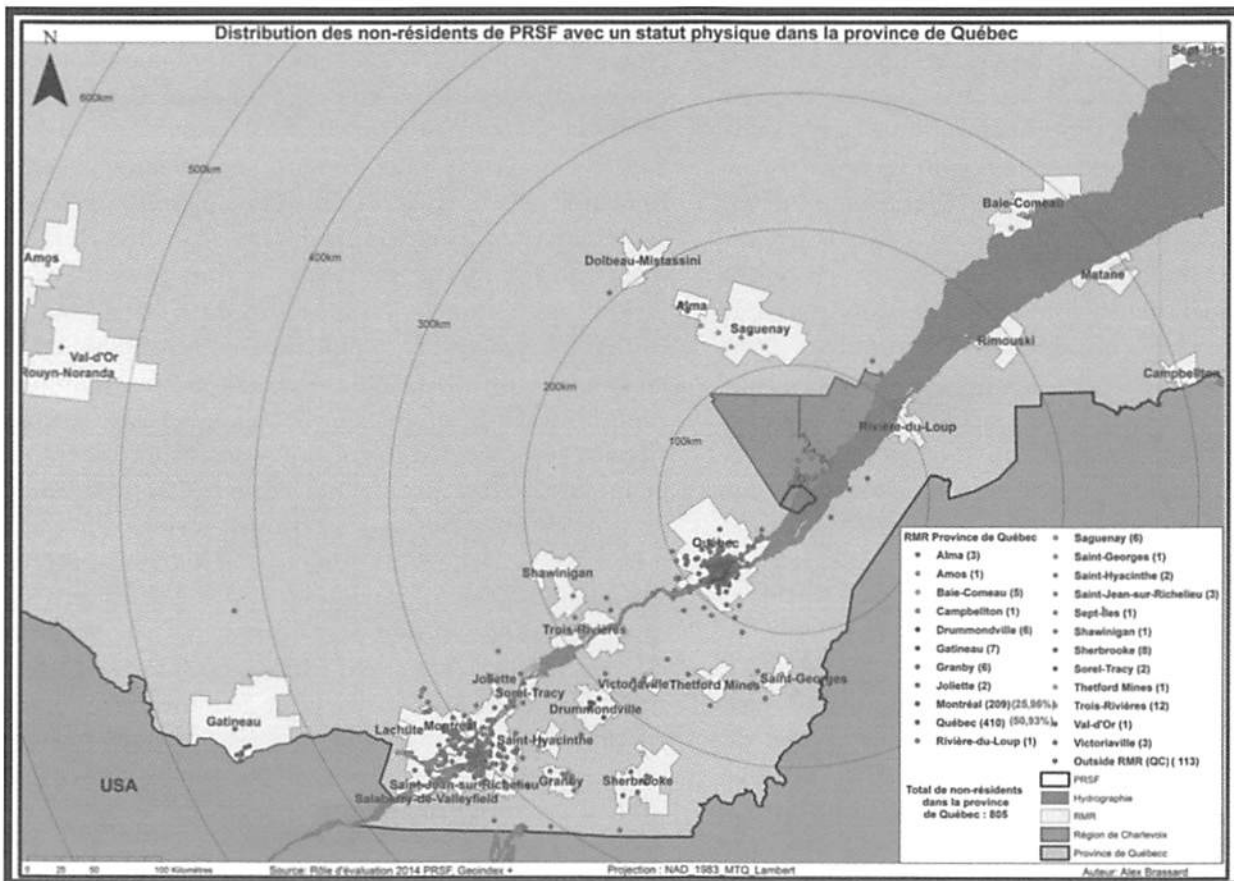 Distribution des non-résidents de PRSF avec un statut physique dans la province de Québec
N
Sept-Îles
600km
500km
Baie-Comeau
400km
Dolbeau-Mistassini
Amos
Matane
Alma
Saguenay
300km
Rimouski
Val-d'Or
Rouyn-Noranda
Campbellton
200km
Rivière-du-Loup
100km
Québec
Shawinigan
Trois-Rivières
Joliette
Sorel-Tracy
Victoriaville
Thetford Mines
Saint-Georges
Drummondville
Gatineau
Lachute
Montréal
Saint-Hyacinthe
Saint-Jean-sur-Richelieu
Granby
Sherbrooke
Salaberry-de-Valleyfield
USA
RMR Province de Québec
Alma (3)
Amos (1)
Baie-Comeau (5)
Campbellton (1)
Drummondville (6)
Gatineau (7)
Granby (6)
Joliette (2)
Montréal (209) (25,96%)
Québec (410) (50,93%)
Rivière-du-Loup (1)
Saguenay (6)
Saint-Georges (1)
Saint-Hyacinthe (2)
Saint-Jean-sur-Richelieu (3)
Sept-Îles (1)
Shawinigan (1)
Sherbrooke (8)
Sorel-Tracy (2)
Thetford Mines (1)
Trois-Rivières (12)
Val-d'Or (1)
Victoriaville (3)
Outside RMR (QC) ( 113)
PRSF
Hydrographie
RMR
Région de Charlevoix
Province de Québecc
Total de non-résidents
dans la province
de Québec : 805
0 25 50 100 Kilomètres
Source: Rôle d'évaluation 2014 PRSF, Geoindex +
Projection : NAD_1983_MTQ_Lambert
Auteur: Alex Brassard